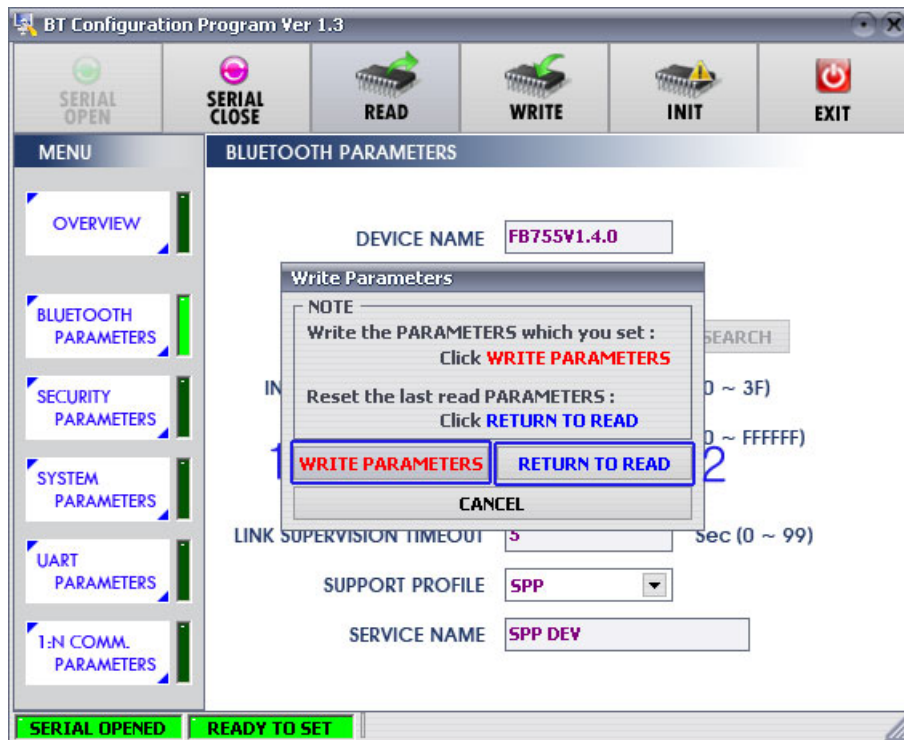 BT Configuration Program Ver 1.3
SERIAL
OPEN
SERIAL
CLOSE
READ
WRITE
INIT
EXIT
MENU
BLUETOOTH PARAMETERS
OVERVIEW
BLUETOOTH
PARAMETERS
SECURITY
PARAMETERS
SYSTEM
PARAMETERS
UART
PARAMETERS
1:N COMM.
PARAMETERS
DEVICE NAME FB755V1.4.0
SEARCH
~ 3F)
~ FFFFFF)
Write Parameters
NOTE
Write the PARAMETERS which you set :
Click WRITE PARAMETERS
Reset the last read PARAMETERS :
Click RETURN TO READ
1 WRITE PARAMETERS RETURN TO READ 2
CANCEL
LINK SUPERVISION TIMEOUT 5 Sec (0 ~ 99)
SUPPORT PROFILE SPP
SERVICE NAME SPP DEV
SERIAL OPENED READY TO SET